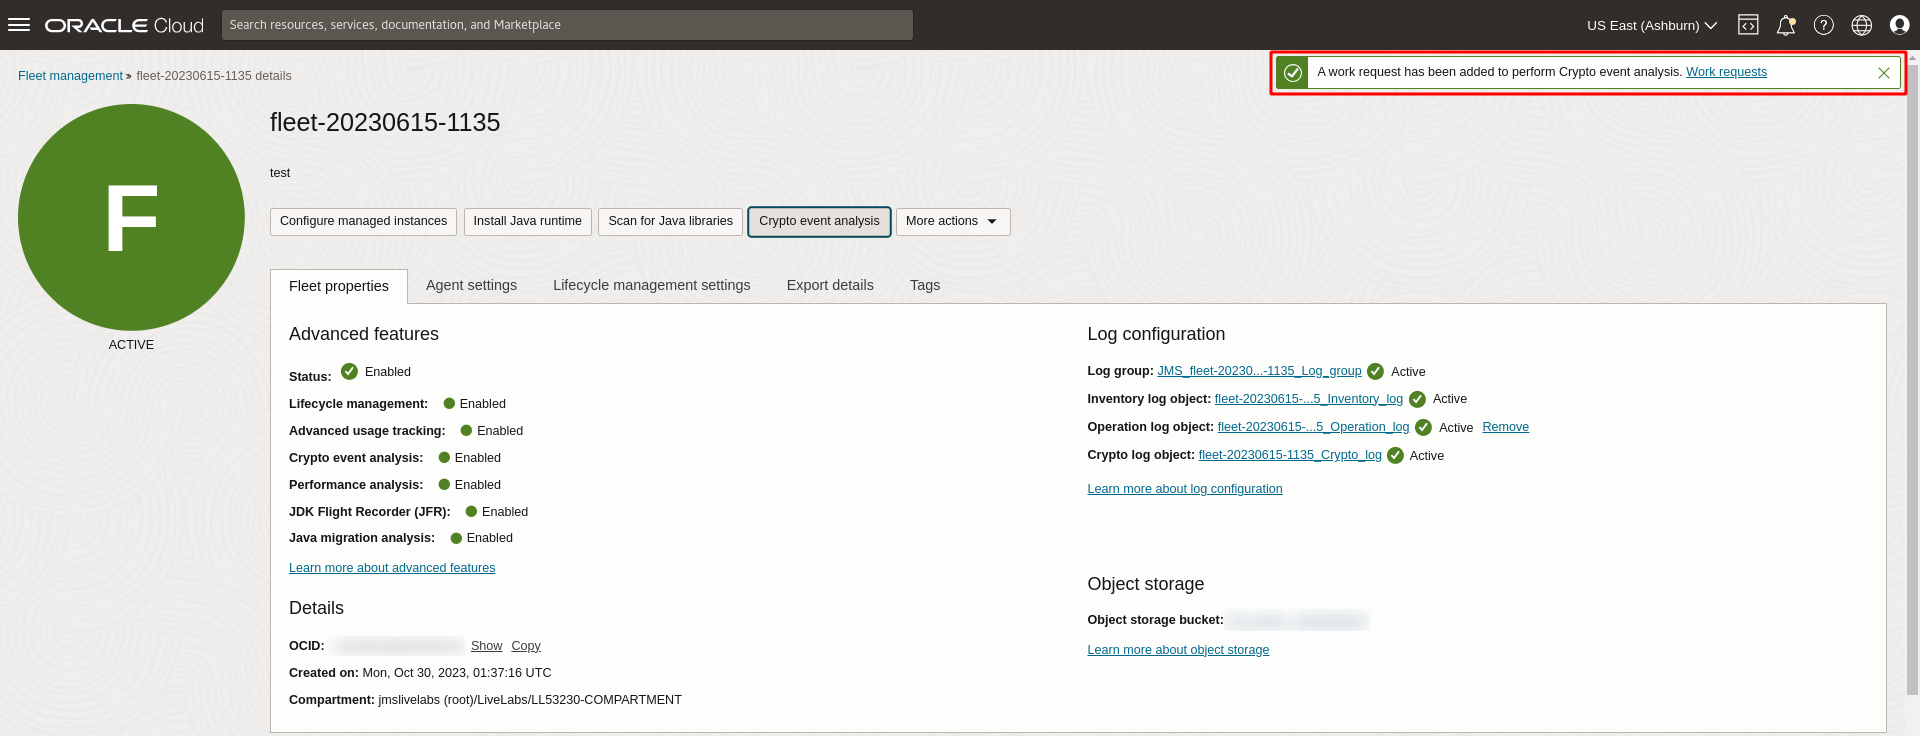 ORACLE Cloud
Search resources, services, documentation, and Marketplace
US East (Ashburn)
Fleet management » fleet-20230615-1135 details
A work request has been added to perform Crypto event analysis. Work requests
F
ACTIVE
fleet-20230615-1135
test
Configure managed instances Install Java runtime Scan for Java libraries Crypto event analysis More actions
Fleet properties Agent settings Lifecycle management settings Export details Tags
Advanced features
Status: Enabled
Lifecycle management: Enabled
Advanced usage tracking: Enabled
Crypto event analysis: Enabled
Performance analysis: Enabled
JDK Flight Recorder (JFR): Enabled
Java migration analysis: Enabled
Learn more about advanced features
Details
OCID: Show Copy
Created on: Mon, Oct 30, 2023, 01:37:16 UTC
Compartment: jmslivelabs (root)/LiveLabs/LL53230-COMPARTMENT
Log configuration
Log group: JMS_fleet-20230...-1135_Log_group Active
Inventory log object: fleet-20230615-...5_Inventory_log Active
Operation log object: fleet-20230615-...5_Operation_log Active Remove
Crypto log object: fleet-20230615-1135_Crypto_log Active
Learn more about log configuration
Object storage
Object storage bucket:
Learn more about object storage